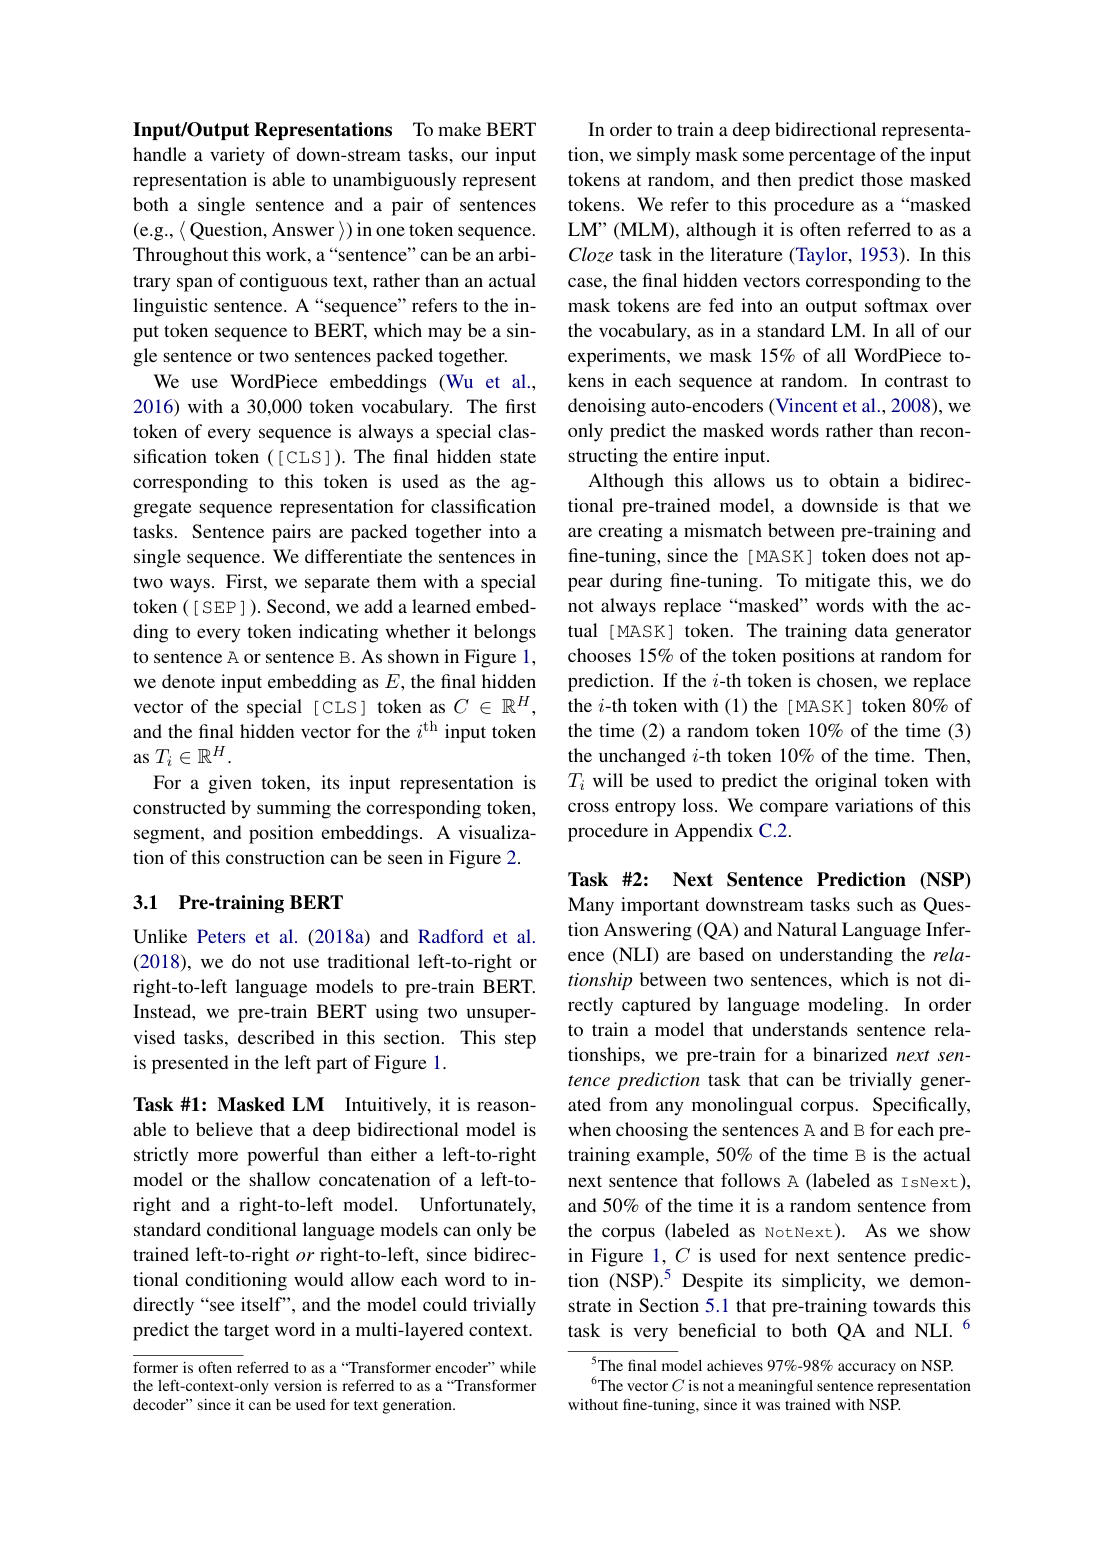 Input/Output Representations To make BERT
handle a variety of down-stream tasks, our input
representation is able to unambiguously represent
both a single sentence and a pair of sentences
(e.g., ⟨ Question, Answer ⟩) in one token sequence.
Throughout this work, a “sentence” can be an arbi-
trary span of contiguous text, rather than an actual
linguistic sentence. A “sequence” refers to the in-
put token sequence to BERT, which may be a sin-
gle sentence or two sentences packed together.
We use WordPiece embeddings (Wu et al.,
2016) with a 30,000 token vocabulary. The first
token of every sequence is always a special clas-
sification token ([CLS]). The final hidden state
corresponding to this token is used as the ag-
gregate sequence representation for classification
tasks. Sentence pairs are packed together into a
single sequence. We differentiate the sentences in
two ways. First, we separate them with a special
token ([SEP]). Second, we add a learned embed-
ding to every token indicating whether it belongs
to sentence A or sentence B. As shown in Figure 1,
we denote input embedding as E, the final hidden
vector of the special [CLS] token as C ∈ ℝ^H,
and the final hidden vector for the i^th input token
as T_i ∈ ℝ^H.
For a given token, its input representation is
constructed by summing the corresponding token,
segment, and position embeddings. A visualiza-
tion of this construction can be seen in Figure 2.
3.1 Pre-training BERT
Unlike Peters et al. (2018a) and Radford et al.
(2018), we do not use traditional left-to-right or
right-to-left language models to pre-train BERT.
Instead, we pre-train BERT using two unsuper-
vised tasks, described in this section. This step
is presented in the left part of Figure 1.
Task #1: Masked LM Intuitively, it is reason-
able to believe that a deep bidirectional model is
strictly more powerful than either a left-to-right
model or the shallow concatenation of a left-to-
right and a right-to-left model. Unfortunately,
standard conditional language models can only be
trained left-to-right or right-to-left, since bidirec-
tional conditioning would allow each word to in-
directly “see itself”, and the model could trivially
predict the target word in a multi-layered context.
former is often referred to as a “Transformer encoder” while
the left-context-only version is referred to as a “Transformer
decoder” since it can be used for text generation.
In order to train a deep bidirectional representa-
tion, we simply mask some percentage of the input
tokens at random, and then predict those masked
tokens. We refer to this procedure as a “masked
LM” (MLM), although it is often referred to as a
Cloze task in the literature (Taylor, 1953). In this
case, the final hidden vectors corresponding to the
mask tokens are fed into an output softmax over
the vocabulary, as in a standard LM. In all of our
experiments, we mask 15% of all WordPiece to-
kens in each sequence at random. In contrast to
denoising auto-encoders (Vincent et al., 2008), we
only predict the masked words rather than recon-
structing the entire input.
Although this allows us to obtain a bidirec-
tional pre-trained model, a downside is that we
are creating a mismatch between pre-training and
fine-tuning, since the [MASK] token does not ap-
pear during fine-tuning. To mitigate this, we do
not always replace “masked” words with the ac-
tual [MASK] token. The training data generator
chooses 15% of the token positions at random for
prediction. If the i-th token is chosen, we replace
the i-th token with (1) the [MASK] token 80% of
the time (2) a random token 10% of the time (3)
the unchanged i-th token 10% of the time. Then,
T_i will be used to predict the original token with
cross entropy loss. We compare variations of this
procedure in Appendix C.2.
Task #2: Next Sentence Prediction (NSP)
Many important downstream tasks such as Ques-
tion Answering (QA) and Natural Language Infer-
ence (NLI) are based on understanding the rela-
tionship between two sentences, which is not di-
rectly captured by language modeling. In order
to train a model that understands sentence rela-
tionships, we pre-train for a binarized next sen-
tence prediction task that can be trivially gener-
ated from any monolingual corpus. Specifically,
when choosing the sentences A and B for each pre-
training example, 50% of the time B is the actual
next sentence that follows A (labeled as IsNext),
and 50% of the time it is a random sentence from
the corpus (labeled as NotNext). As we show
in Figure 1, C is used for next sentence predic-
tion (NSP).⁵ Despite its simplicity, we demon-
strate in Section 5.1 that pre-training towards this
task is very beneficial to both QA and NLI. ⁶
⁵The final model achieves 97%-98% accuracy on NSP.
⁶The vector C is not a meaningful sentence representation
without fine-tuning, since it was trained with NSP.